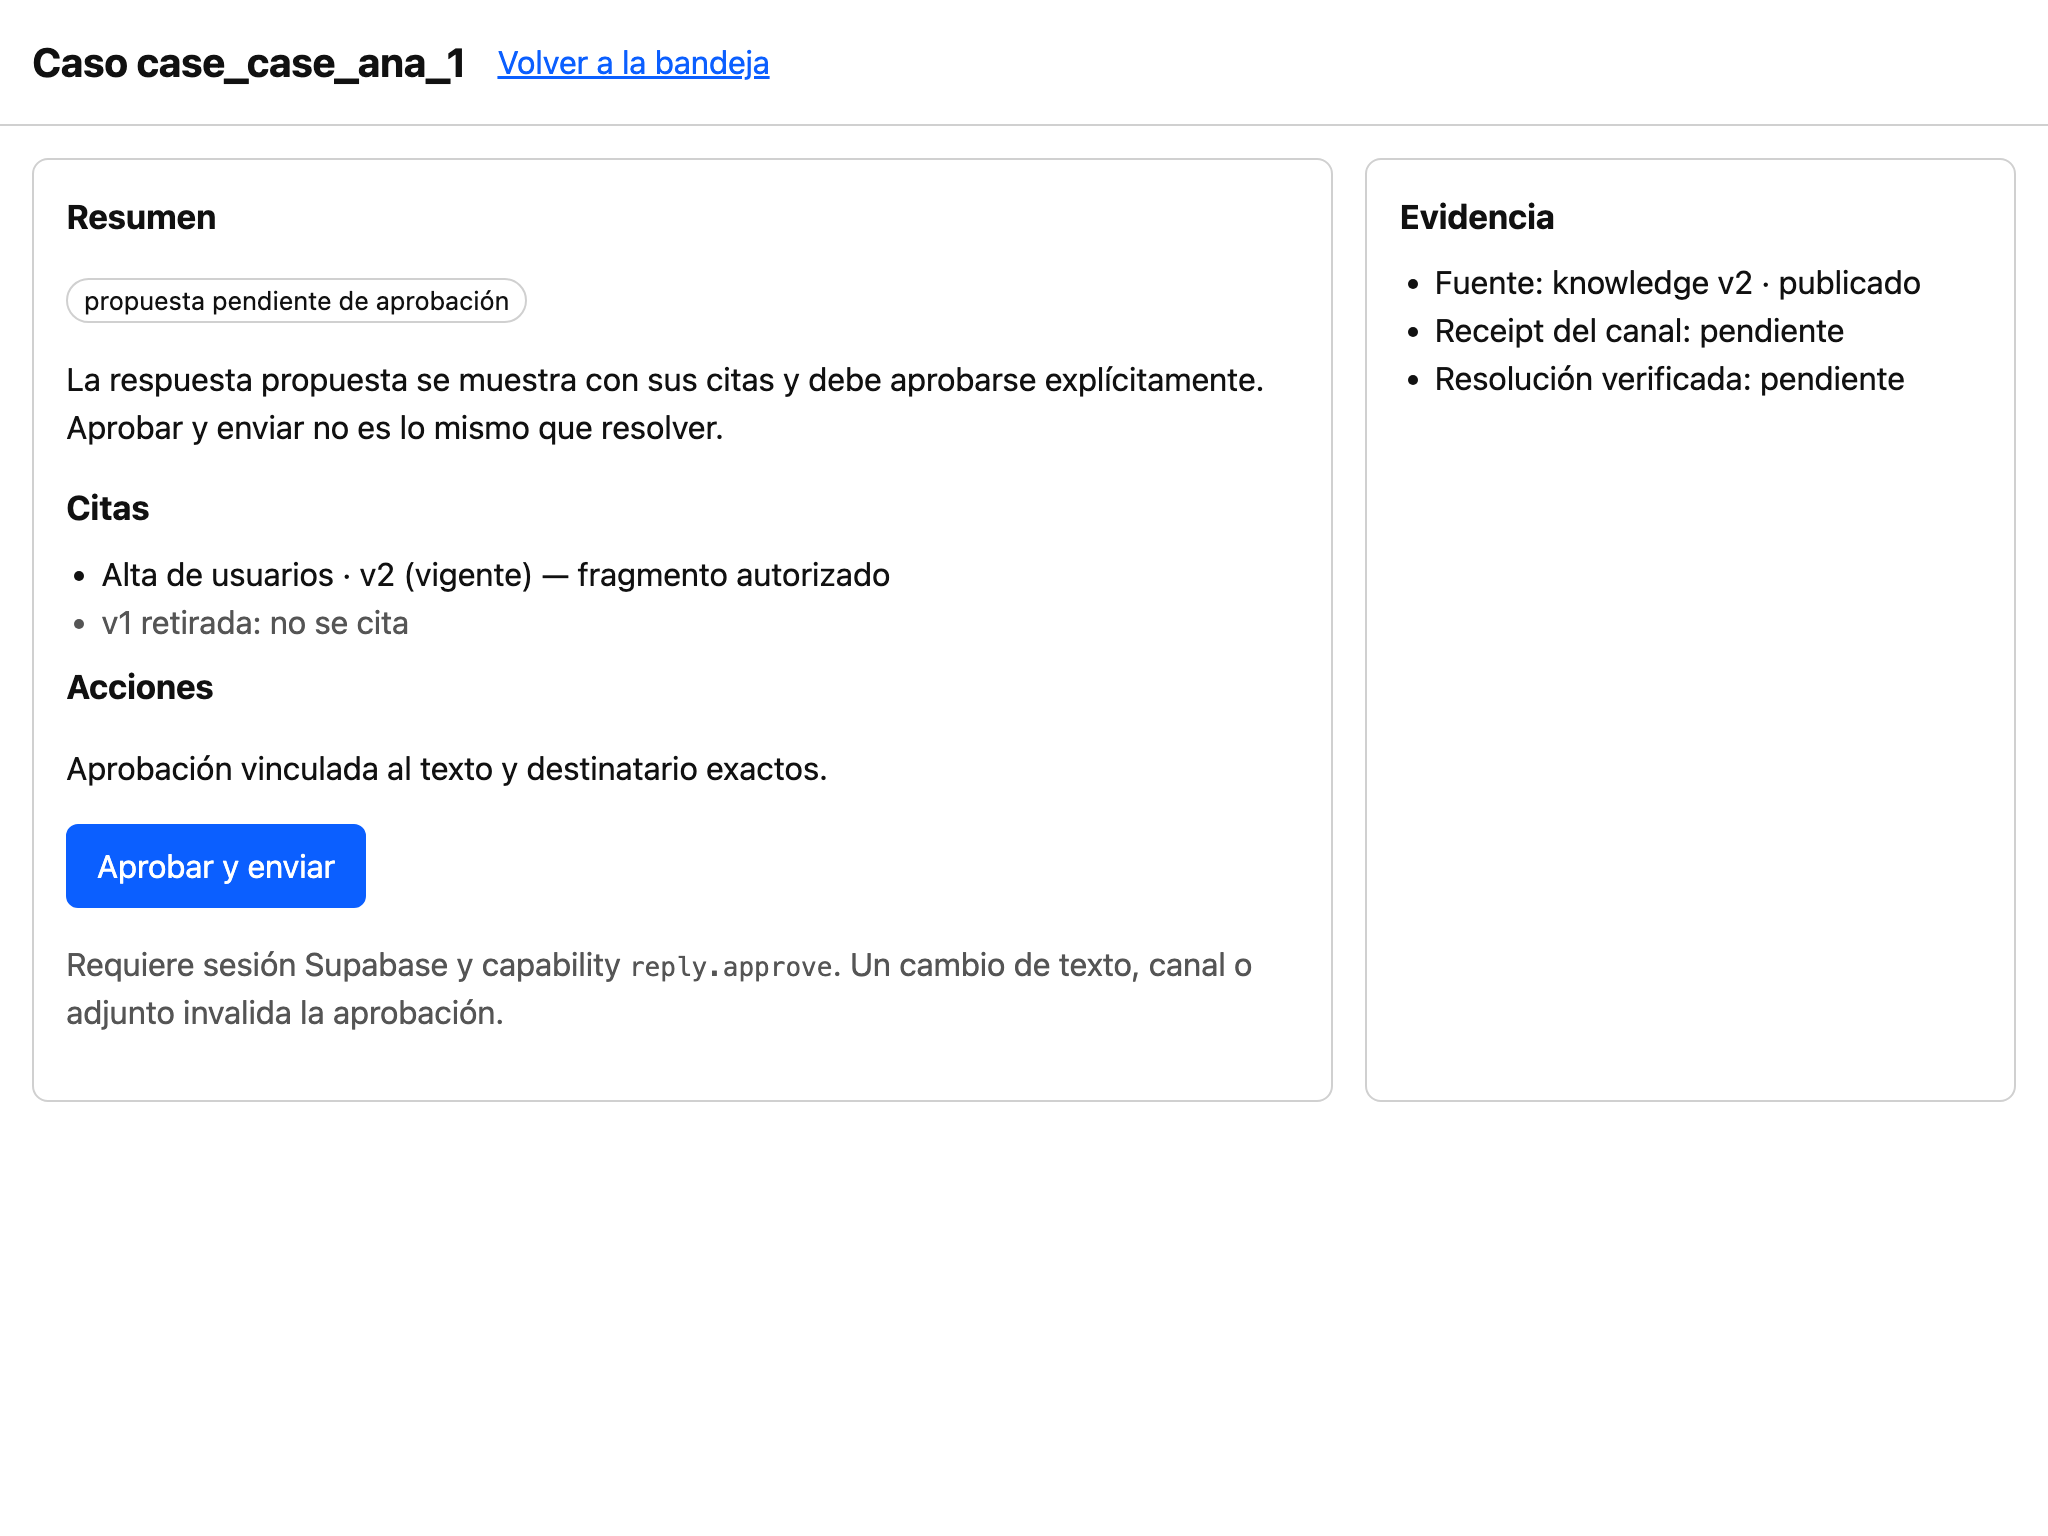 Caso case_case_ana_1 Volver a la bandeja
Resumen
propuesta pendiente de aprobación
La respuesta propuesta se muestra con sus citas y debe aprobarse explícitamente.
Aprobar y enviar no es lo mismo que resolver.
Citas
• Alta de usuarios · v2 (vigente) — fragmento autorizado
• v1 retirada: no se cita
Acciones
Aprobación vinculada al texto y destinatario exactos.
Aprobar y enviar
Requiere sesión Supabase y capability reply.approve. Un cambio de texto, canal o
adjunto invalida la aprobación.
Evidencia
• Fuente: knowledge v2 · publicado
• Receipt del canal: pendiente
• Resolución verificada: pendiente